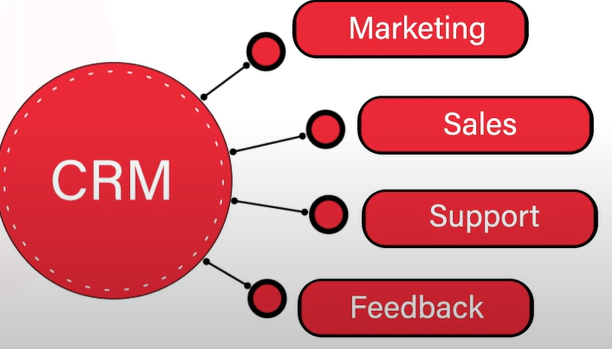 CRM
Marketing
Sales
Support
Feedback